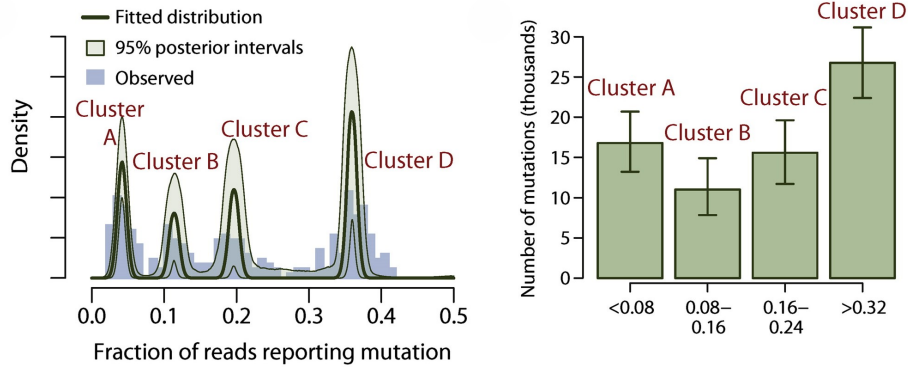 Fitted distribution
95% posterior intervals
Observed
Density
Cluster
A
Cluster B
Cluster C
Cluster D
0.0 0.1 0.2 0.3 0.4 0.5
Fraction of reads reporting mutation
Number of mutations (thousands)
30
25
20
15
10
5
0
Cluster A
Cluster B
Cluster C
Cluster D
<0.08
0.08–
0.16
0.16–
0.24
>0.32